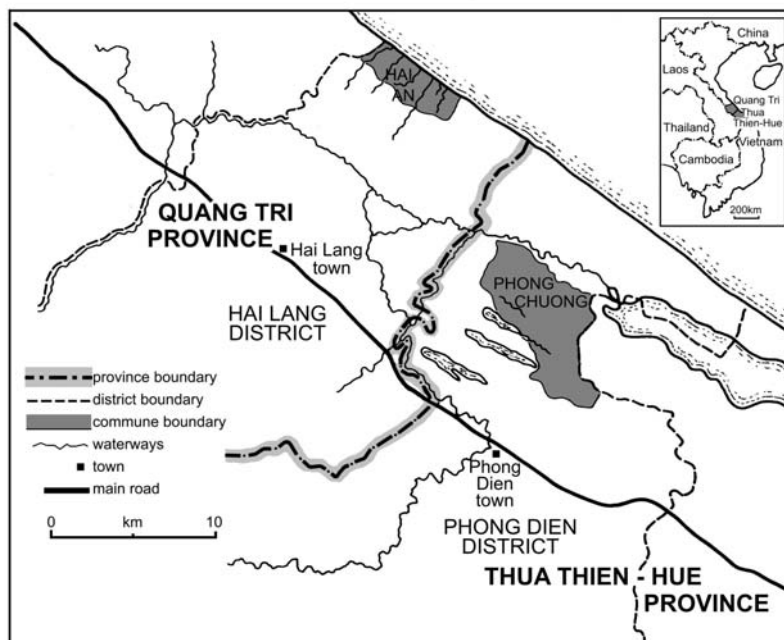 HAI
AN
QUANG TRI
PROVINCE
Hai Lang
town
HAI LANG
DISTRICT
PHONG
CHUONG
Phong
Dien
town
PHONG DIEN
DISTRICT
THUA THIEN - HUE
PROVINCE
province boundary
district boundary
commune boundary
waterways
town
main road
0 km 10
China
Laos
Quang Tri
Thua
Thien-Hue
Thailand
Vietnam
Cambodia
200km